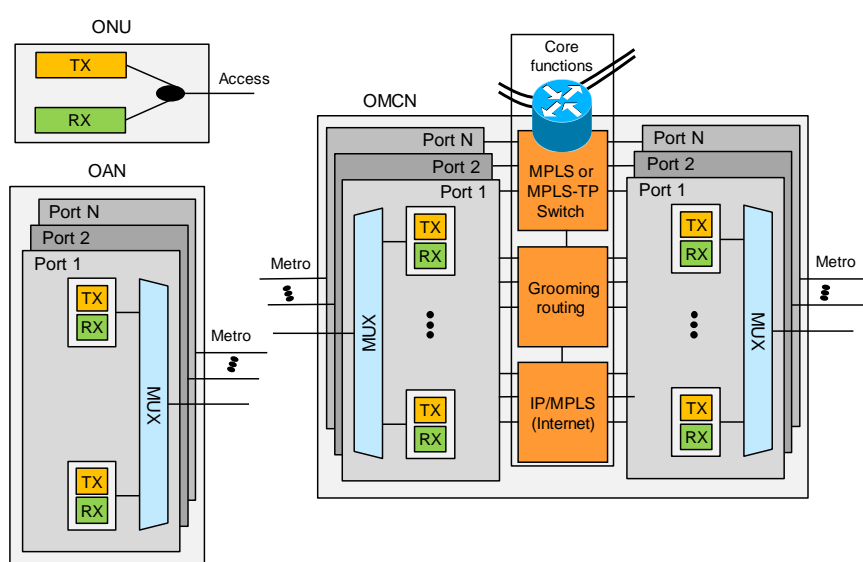 ONU
TX
RX
Access
OAN
Port N
Port 2
Port 1
TX
RX
MUX
TX
RX
Metro
Core
functions
OMCN
Port N
Port 2
Port 1
Metro
MUX
TX
RX
TX
RX
MPLS or
MPLS-TP
Switch
Grooming
routing
IP/MPLS
(Internet)
Port N
Port 2
Port 1
TX
RX
TX
RX
MUX
Metro